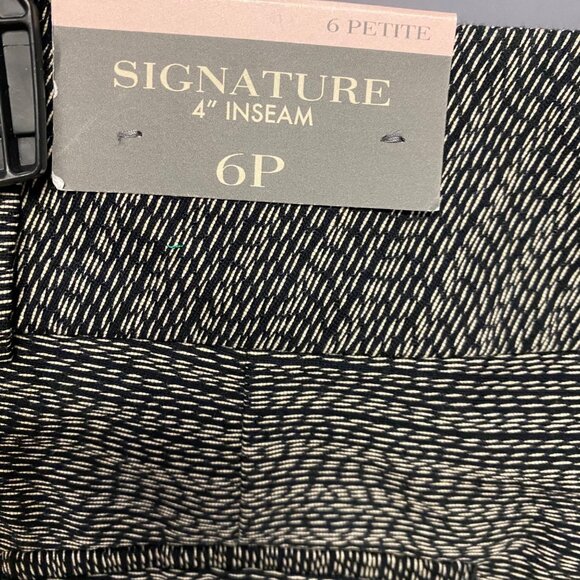 6 PETITE
SIGNATURE
4” INSEAM
6P